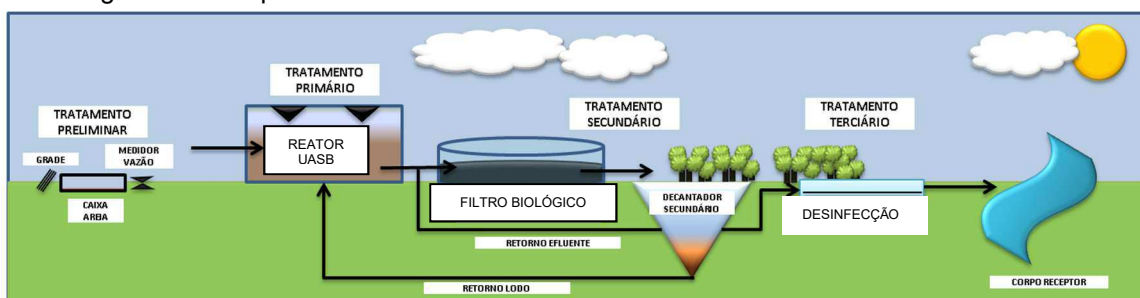 TRATAMENTO
PRELIMINAR
GRADE
MEDIDOR
VAZÃO
CAIXA
AREIA
TRATAMENTO
PRIMÁRIO
REATOR
UASB
FILTRO BIOLÓGICO
TRATAMENTO
SECUNDÁRIO
DECANTADOR
SECUNDÁRIO
RETORNO EFLUENTE
RETORNO LODO
TRATAMENTO
TERCIÁRIO
DESINFECÇÃO
CORPO RECEPTOR